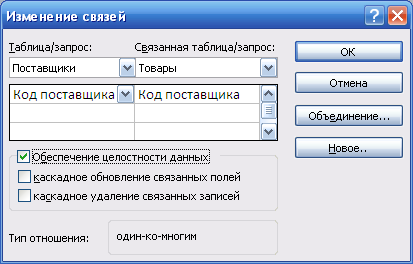 Изменение связей
Таблица/запрос: Связанная таблица/запрос:
Поставщики Товары
Код поставщика Код поставщика
Обеспечение целостности данных
каскадное обновление связанных полей
каскадное удаление связанных записей
Тип отношения: один-ко-многим
ОК
Отмена
Объединение...
Новое..